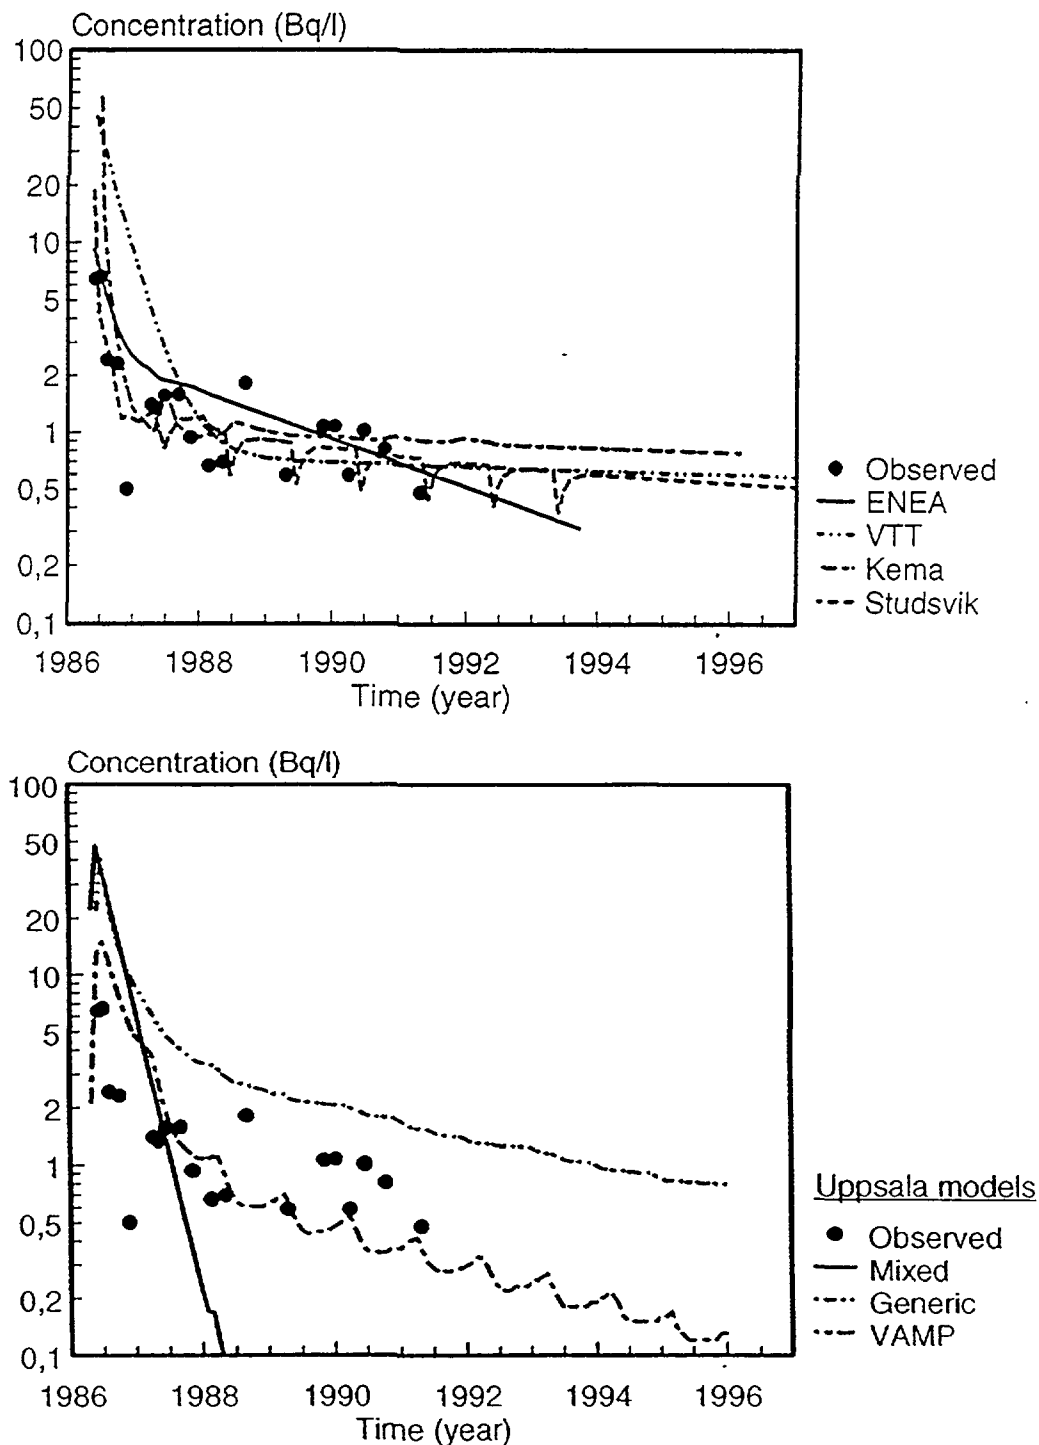 Concentration (Bq/l)
100
50
20
10
5
2
1
0,5
0,2
0,1
1986 1988 1990 1992 1994 1996
Time (year)
Observed
ENEA
VTT
Kema
Studsvik
Concentration (Bq/l)
100
50
20
10
5
2
1
0,5
0,2
0,1
1986 1988 1990 1992 1994 1996
Time (year)
Uppsala models
Observed
Mixed
Generic
VAMP